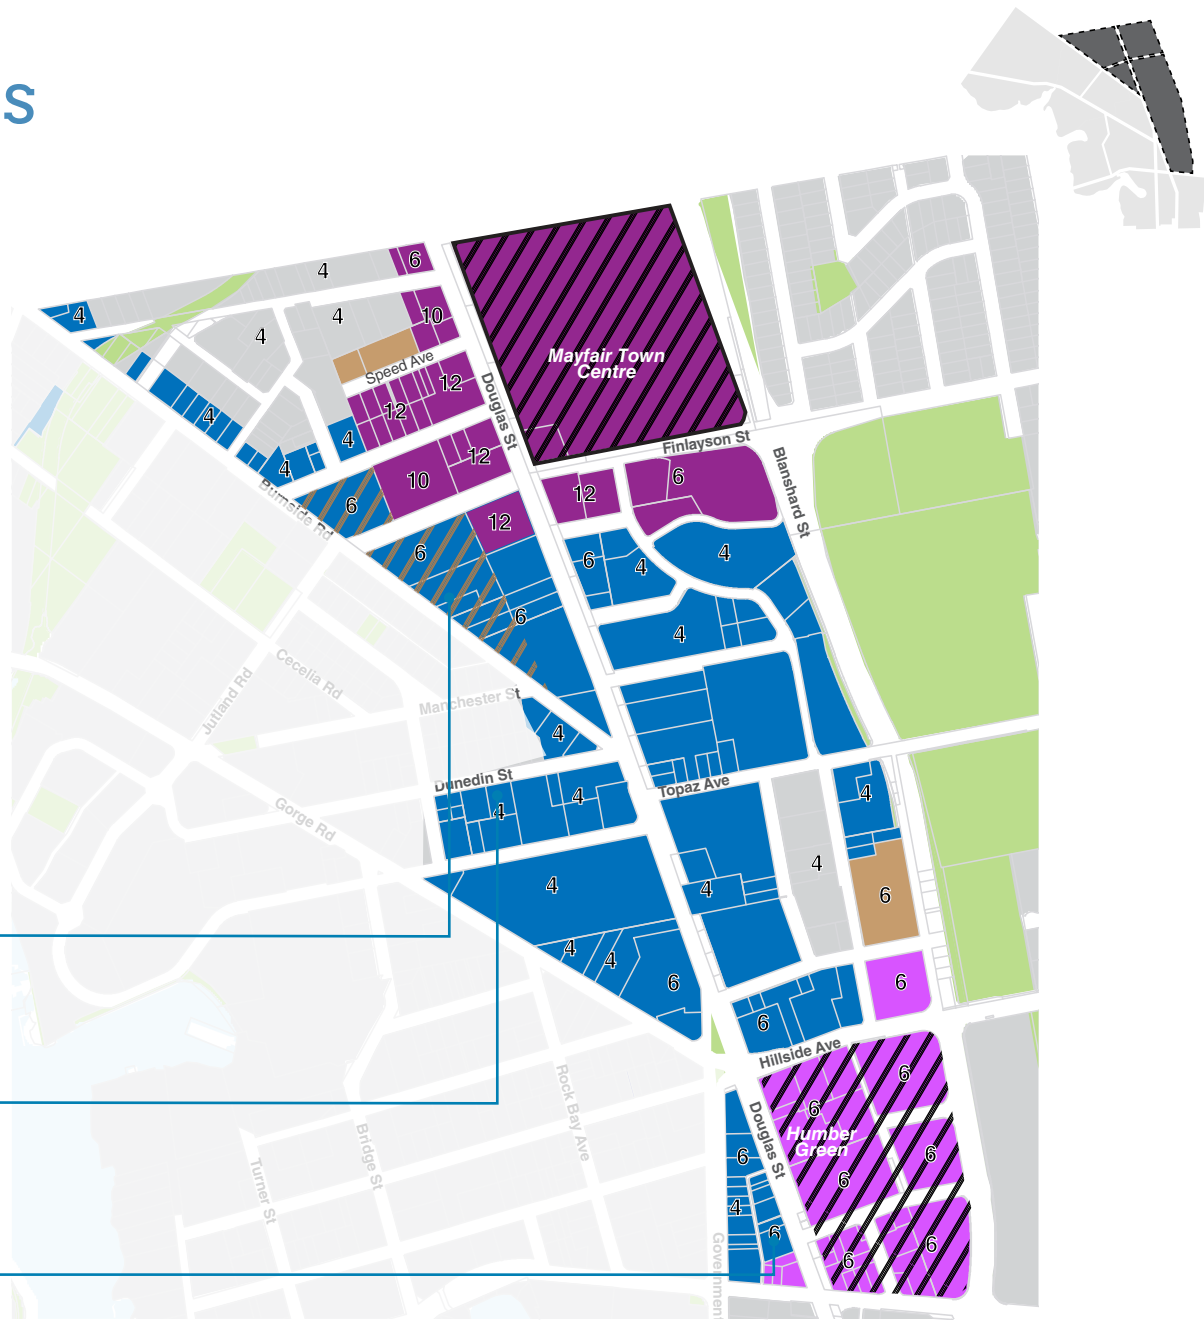 s
4
6
4
4
4
10
Mayfair Town
Centre
Speed Ave
12
12
Douglas St
4
4
4
12
10
Finlayson St
6
12
Blanshard St
Burnside Rd
6
12
6
6
4
4
6
4
Cecelia Rd
Jutland Rd
Manchester St
4
Dunedin St
Topaz Ave
4
4
4
Gorge Rd
4
4
4
6
4
4
6
6
6
Hillside Ave
6
Rock Bay Ave
Bridge St
Turner St
Douglas St
6
Humber
Green
6
6
6
4
6
6
6
Government